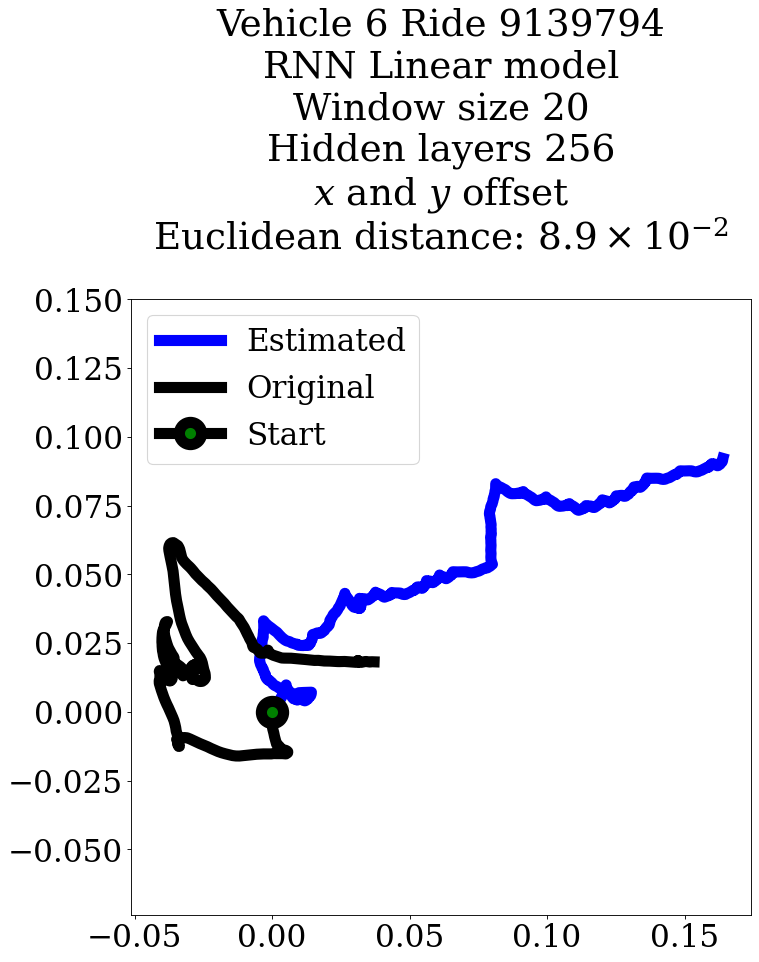 Vehicle 6 Ride 9139794
RNN Linear model
Window size 20
Hidden layers 256
x and y offset
Euclidean distance: 8.9 × 10⁻²
0.150
0.125
0.100
0.075
0.050
0.025
0.000
−0.025
−0.050
Estimated
Original
Start
−0.05 0.00 0.05 0.10 0.15